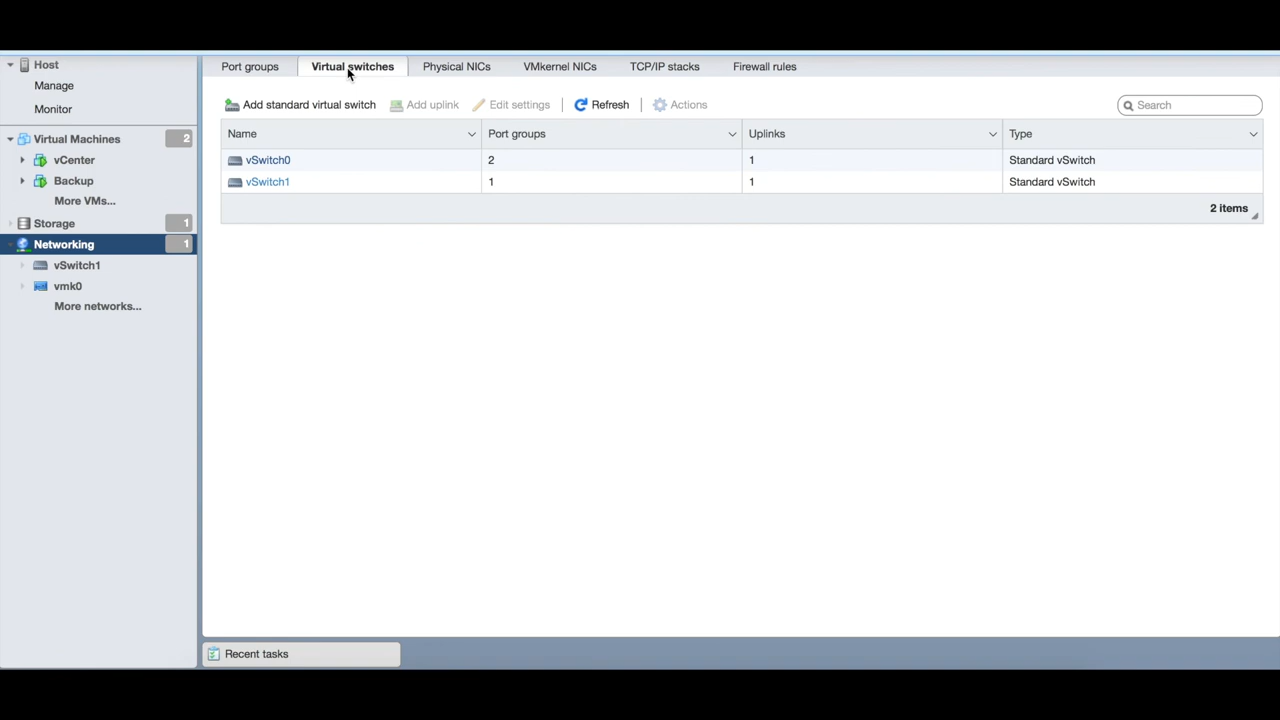 Host
Manage
Monitor
Virtual Machines 2
vCenter
Backup
More VMs...
Storage 1
Networking 1
vSwitch1
vmk0
More networks...
Port groups Virtual switches Physical NICs VMkernel NICs TCP/IP stacks Firewall rules
Add standard virtual switch Add uplink Edit settings Refresh Actions Search
Name Port groups Uplinks Type
vSwitch0 2 1 Standard vSwitch
vSwitch1 1 1 Standard vSwitch
2 items
Recent tasks